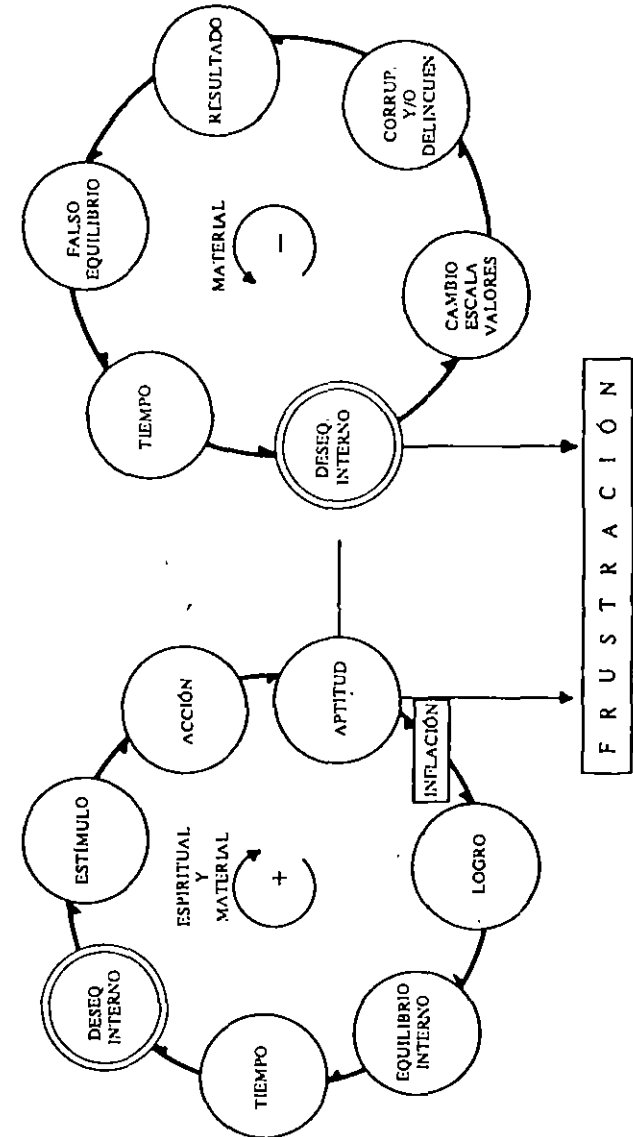 DESEQ
INTERNO
ESTÍMULO
ACCIÓN
APTITUD
INFLACIÓN
LOGRO
EQUILIBRIO
INTERNO
TIEMPO
ESPIRITUAL
Y
MATERIAL
+
DESEQ.
INTERNO
CAMBIO
ESCALA
VALORES
CORRUP.
Y/O
DELINCUEN
RESULTADO
FALSO
EQUILIBRIO
TIEMPO
MATERIAL
−
FRUSTRACIÓN